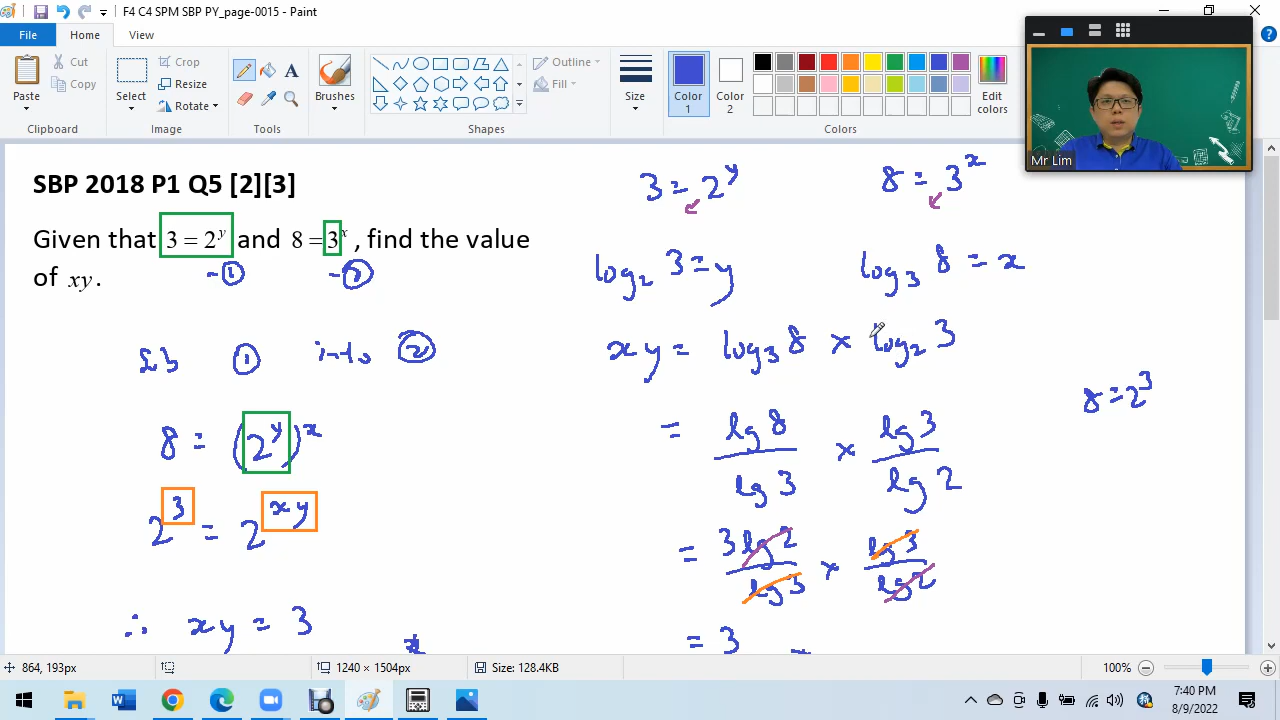 F4 C4 SPM SBP PY_page-0015 - Paint
File Home View
Paste
Cut
Copy
Clipboard
Select
Crop
Resize
Rotate
Image
Tools
Brushes
Shapes
Outline
Fill
Size
Color 1
Color 2
Edit colors
Colors
Mr Lim
SBP 2018 P1 Q5 [2][3]
Given that 3 = 2^y and 8 = 3^x, find the value
of xy.
-①
-②
Sub ① into ②
8 = (2^y)^x
2^3 = 2^xy
∴ xy = 3
3 = 2^y
8 = 3^x
log₂ 3 = y
log₃ 8 = x
xy = log₃ 8 × log₂ 3
= lg 8 / lg 3 × lg 3 / lg 2
8 = 2^3
= 3 lg 2 / lg 3 × lg 3 / lg 2
= 3
864, 193px
1240 × 1504px
Size: 128.4KB
100%
7:40 PM
8/9/2022